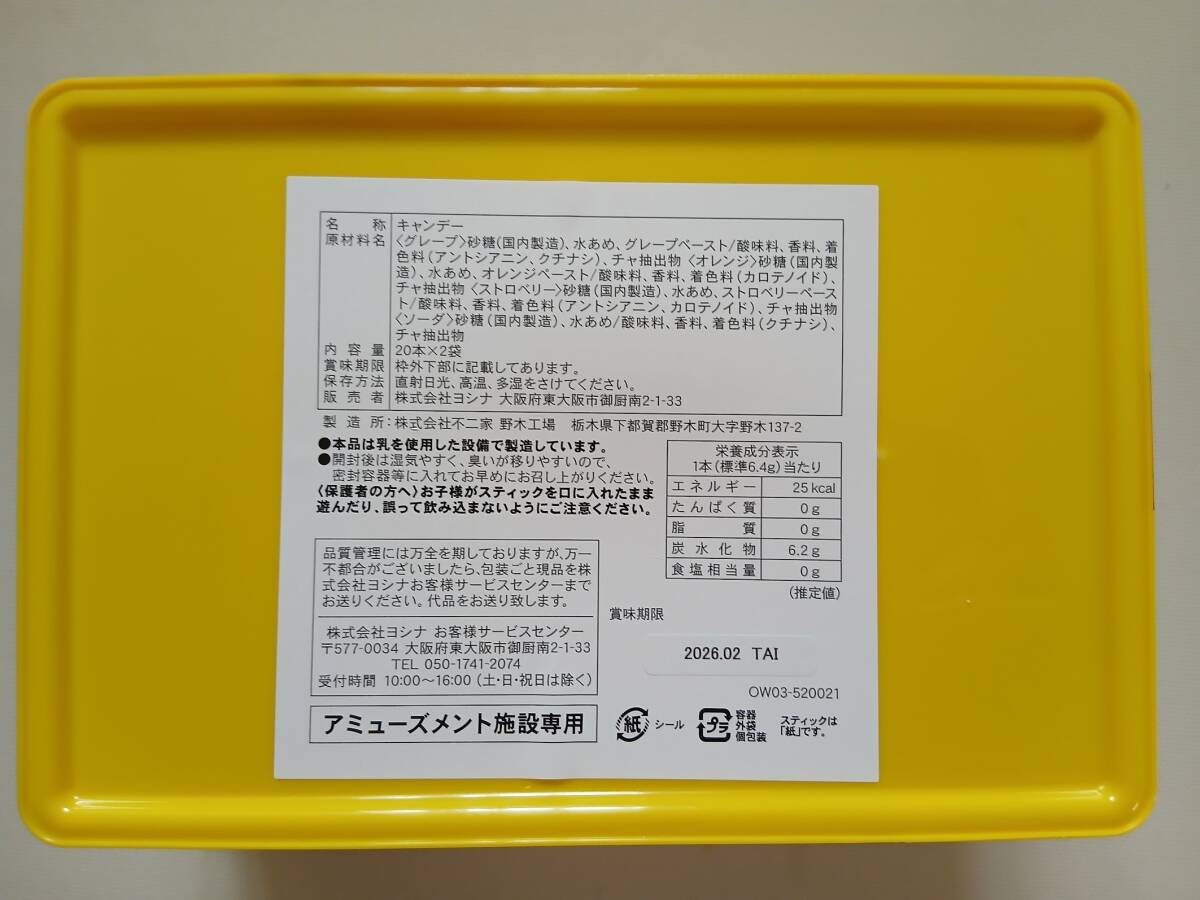 名称 キャンデー
原材料名 〈グレープ〉砂糖(国内製造)、水あめ、グレープペースト/酸味料、香料、着
色料(アントシアニン、クチナシ)、チャ抽出物 〈オレンジ〉砂糖(国内製
造)、水あめ、オレンジペースト/酸味料、香料、着色料(カロテノイド)、
チャ抽出物 〈ストロベリー〉砂糖(国内製造)、水あめ、ストロベリーペース
ト/酸味料、香料、着色料(アントシアニン、カロテノイド)、チャ抽出物
〈ソーダ〉砂糖(国内製造)、水あめ/酸味料、香料、着色料(クチナシ)、
チャ抽出物
内容量 20本×2袋
賞味期限 枠外下部に記載してあります。
保存方法 直射日光、高温、多湿をさけてください。
販売者 株式会社ヨシナ 大阪府東大阪市御厨南2-1-33
製造所:株式会社不二家 野木工場 栃木県下都賀郡野木町大字野木137-2
●本品は乳を使用した設備で製造しています。
●開封後は湿気やすく、臭いが移りやすいので、
密封容器等に入れてお早めにお召し上がりください。
〈保護者の方へ〉お子様がスティックを口に入れたまま
遊んだり、誤って飲み込まないようにご注意ください。
栄養成分表示
1本(標準6.4g)当たり
エネルギー 25kcal
たんぱく質 0g
脂質 0g
炭水化物 6.2g
食塩相当量 0g
(推定値)
品質管理には万全を期しておりますが、万一
不都合がございましたら、包装ごと現品を株
式会社ヨシナお客様サービスセンターまで
お送りください。代品をお送り致します。
株式会社ヨシナ お客様サービスセンター
〒577-0034 大阪府東大阪市御厨南2-1-33
TEL 050-1741-2074
受付時間 10:00～16:00 (土・日・祝日は除く)
賞味期限
2026.02 TAI
OW03-520021
アミューズメント施設専用
紙 シール
プラ 容器
外袋
個包装
スティックは
「紙」です。